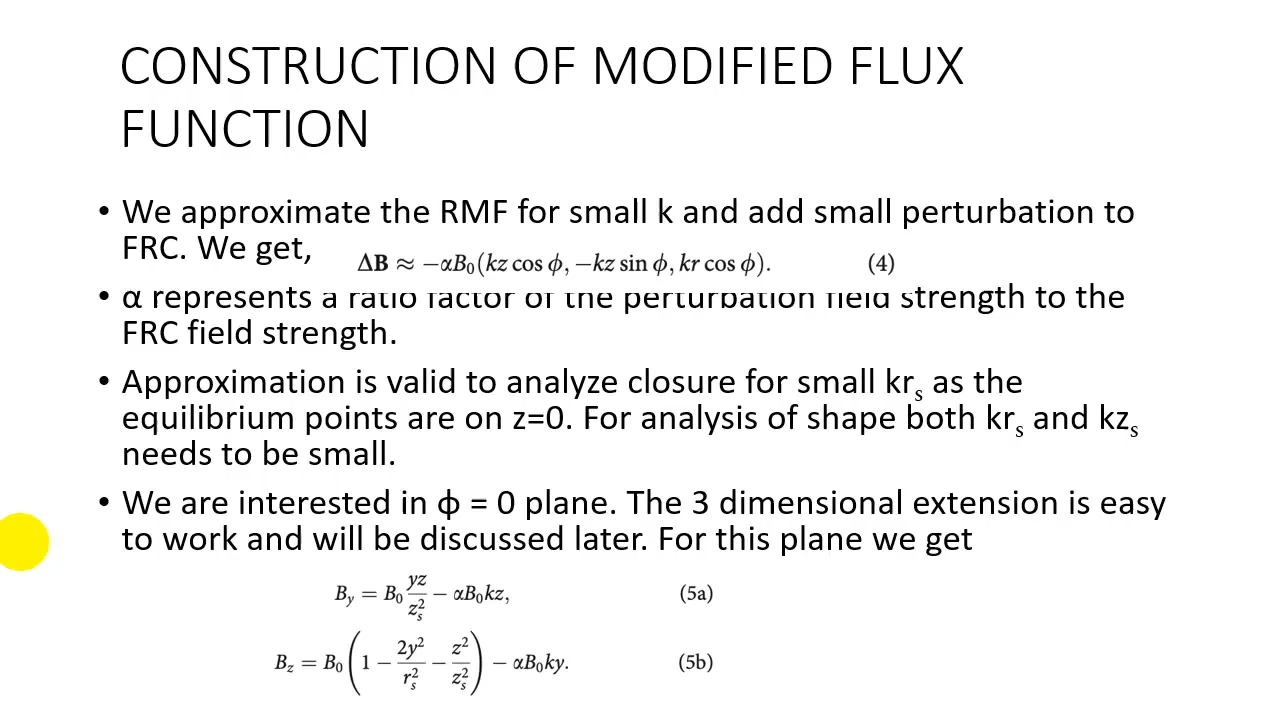 CONSTRUCTION OF MODIFIED FLUX
FUNCTION
• We approximate the RMF for small k and add small perturbation to
FRC. We get,
ΔB ≈ −αB₀(kz cos ϕ, −kz sin ϕ, kr cos ϕ). (4)
• α represents a ratio factor of the perturbation field strength to the
FRC field strength.
• Approximation is valid to analyze closure for small krₛ as the
equilibrium points are on z=0. For analysis of shape both krₛ and kzₛ
needs to be small.
• We are interested in ϕ = 0 plane. The 3 dimensional extension is easy
to work and will be discussed later. For this plane we get
B_y = B₀ yz/z_s² − αB₀kz, (5a)
B_z = B₀ (1 − 2y²/r_s² − z²/z_s²) − αB₀ky. (5b)